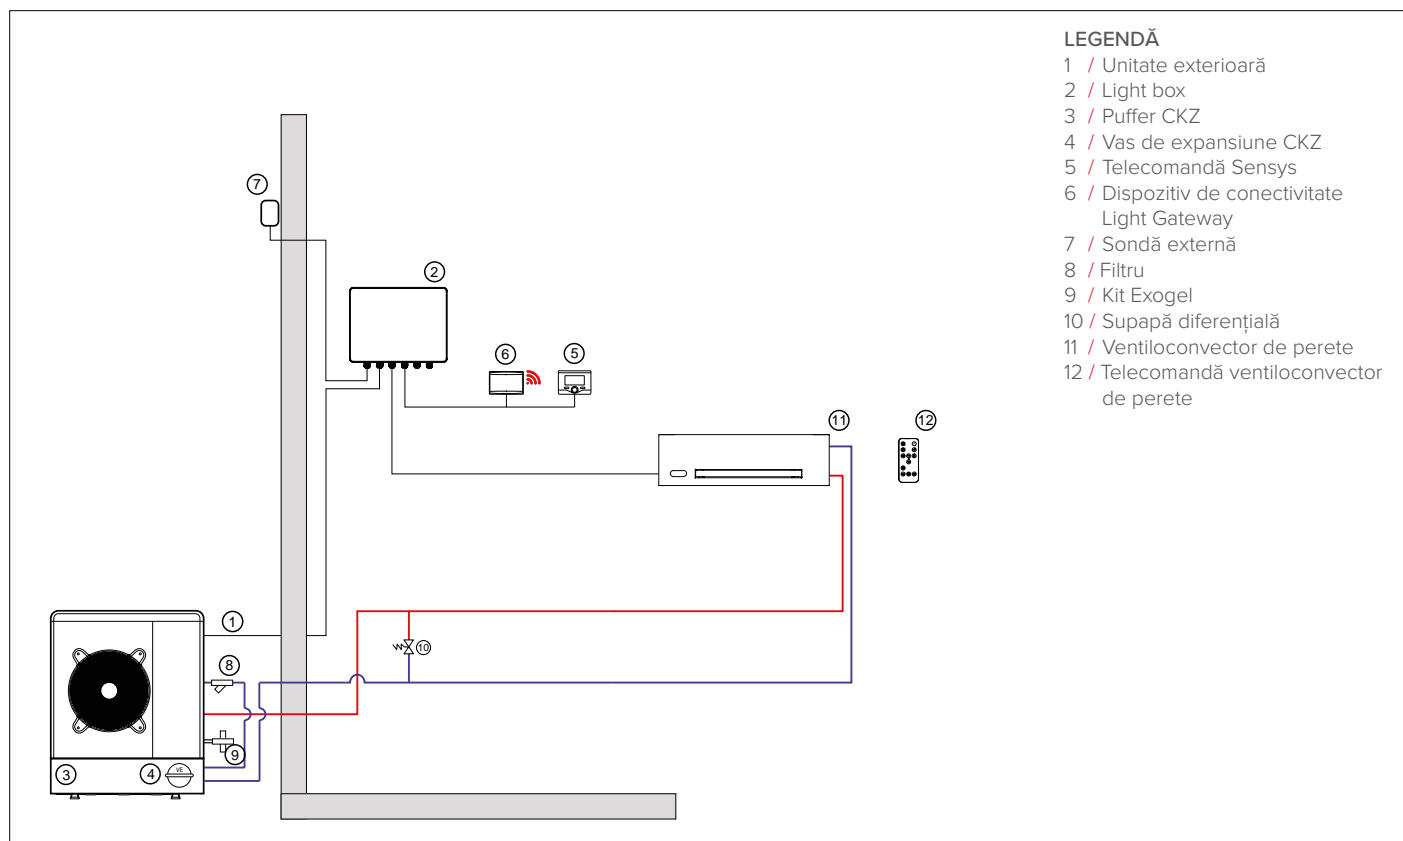 LEGENDĂ
1 / Unitate exterioară
2 / Light box
3 / Puffer CKZ
4 / Vas de expansiune CKZ
5 / Telecomandă Sensys
6 / Dispozitiv de conectivitate
Light Gateway
7 / Sondă externă
8 / Filtru
9 / Kit Exogel
10 / Supapă diferențială
11 / Ventiloconvector de perete
12 / Telecomandă ventiloconvector
de perete
7
2
6
5
11
12
1
10
8
9
3
4
VE